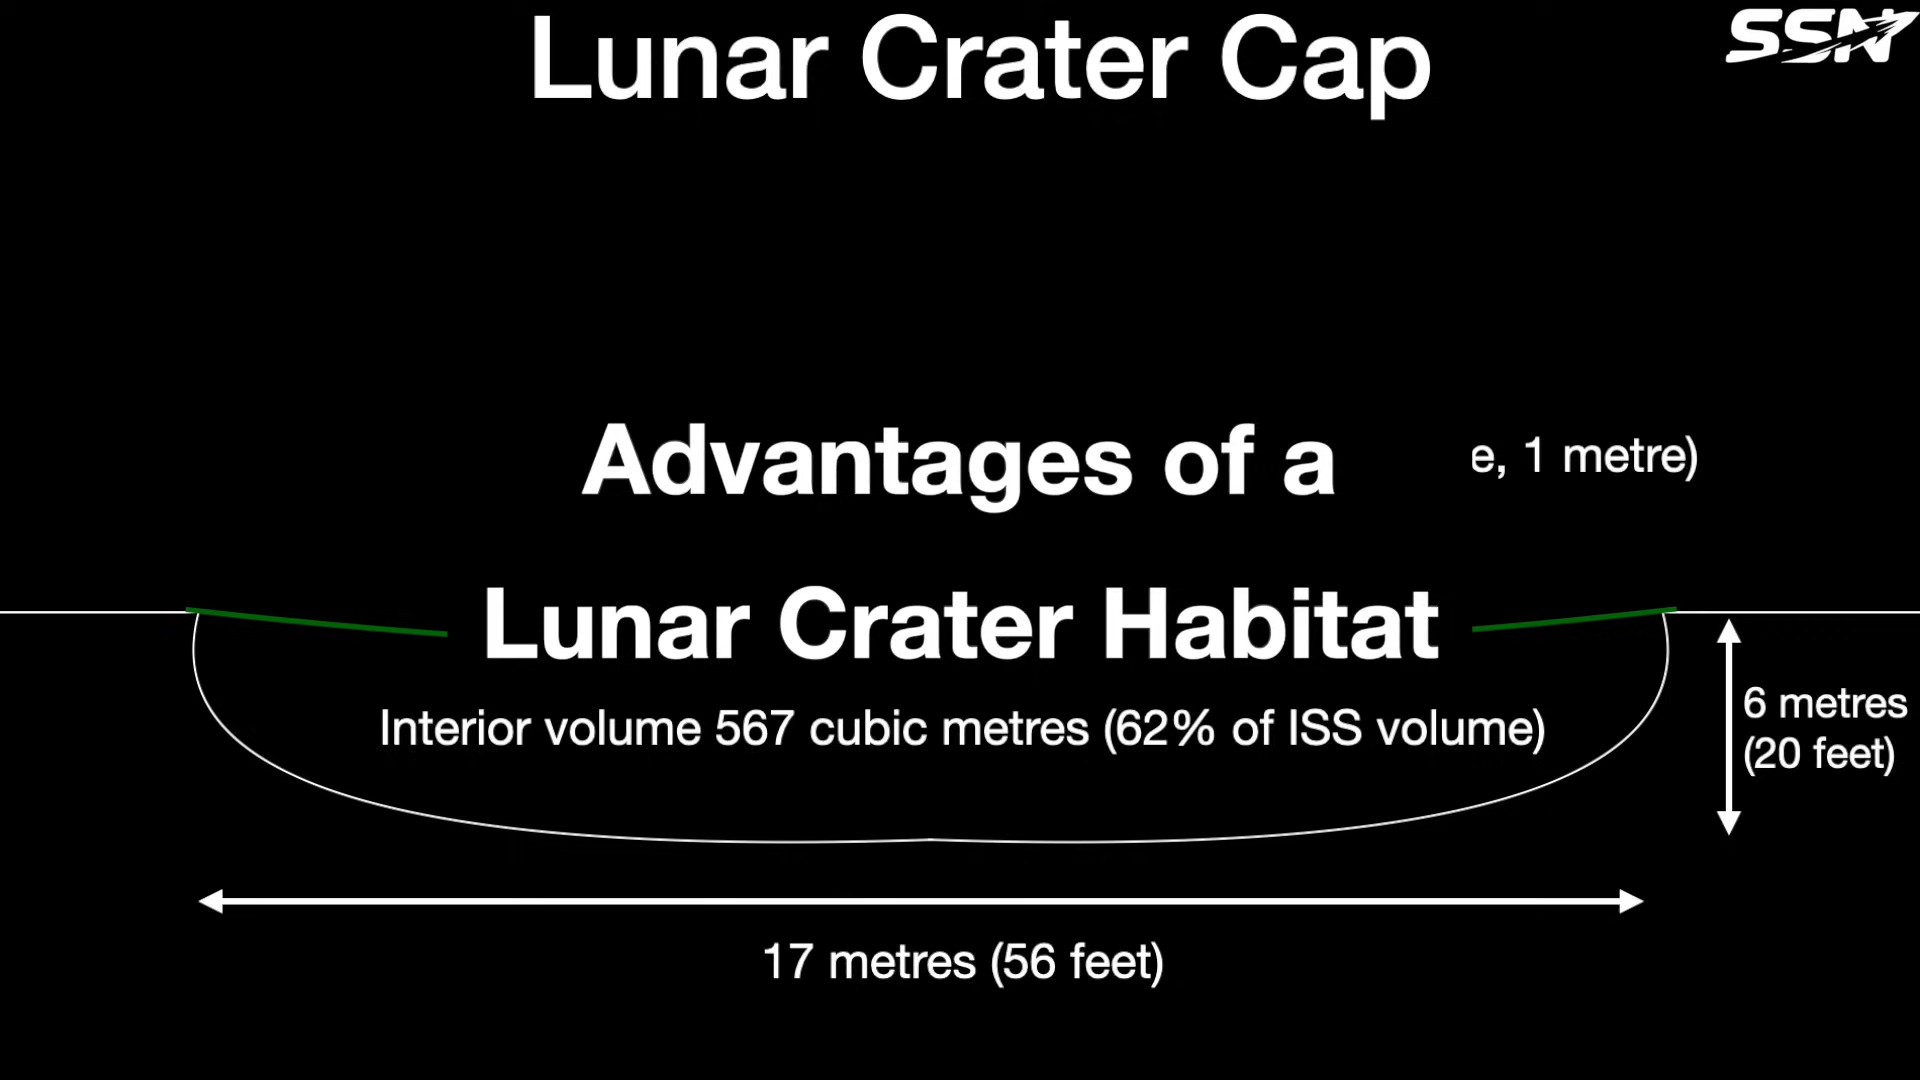 Lunar Crater Cap
SSN
Advantages of a
e, 1 metre)
Lunar Crater Habitat
Interior volume 567 cubic metres (62% of ISS volume)
6 metres
(20 feet)
17 metres (56 feet)